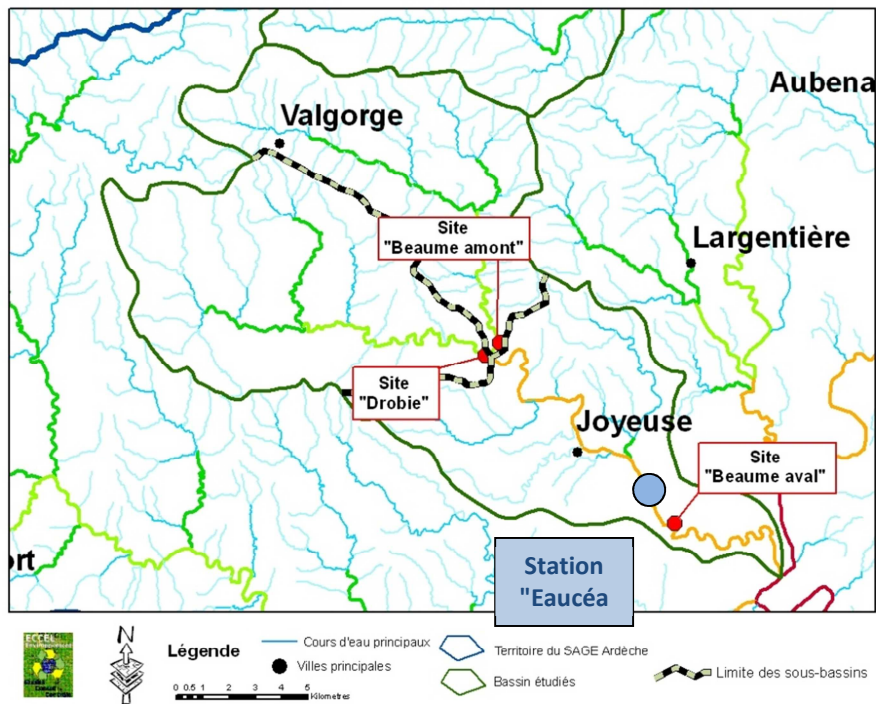 Aubena
Valgorge
Site
"Beaume amont"
Largentière
Site
"Drobie"
Joyeuse
Site
"Beaume aval"
ort
Station
"Eaucéa
ECCEL
Environnement
N
Légende
Cours d'eau principaux
Villes principales
0 0.5 1 2 3 4 5
Kilometres
Territoire du SAGE Ardèche
Bassin étudiés
Limite des sous-bassins